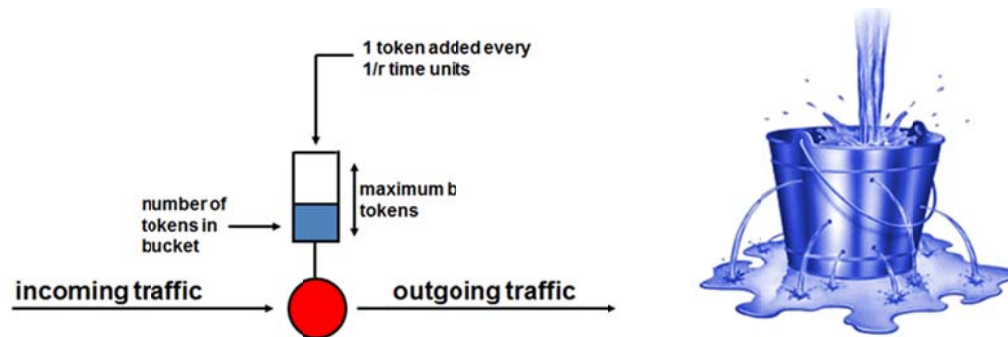 1 token added every
1/r time units
maximum b
tokens
number of
tokens in
bucket
incoming traffic
outgoing traffic